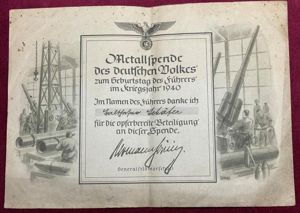 Metallspende
des deutschen Volkes
zum Geburtstag des Führers
im Kriegsjahr 1940
Im Namen des Führers danke ich
Schäfer
für die opferbereite Beteiligung
an dieser Spende.
Generalfeldmarschall